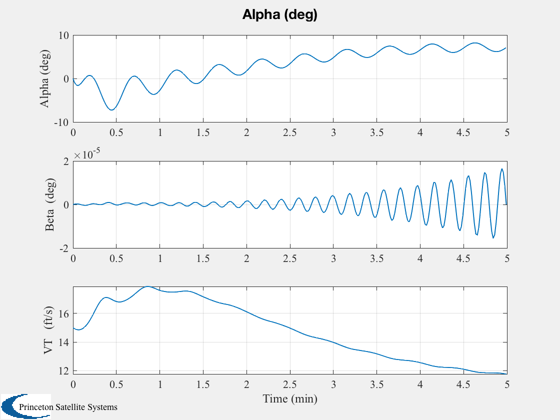 Alpha (deg)
10
0
-10
Alpha (deg)
0 0.5 1 1.5 2 2.5 3 3.5 4 4.5 5
×10⁻⁵
2
0
-2
Beta (deg)
0 0.5 1 1.5 2 2.5 3 3.5 4 4.5 5
16
14
12
VT (ft/s)
0 0.5 1 1.5 2 2.5 3 3.5 4 4.5 5
Time (min)
Princeton Satellite Systems